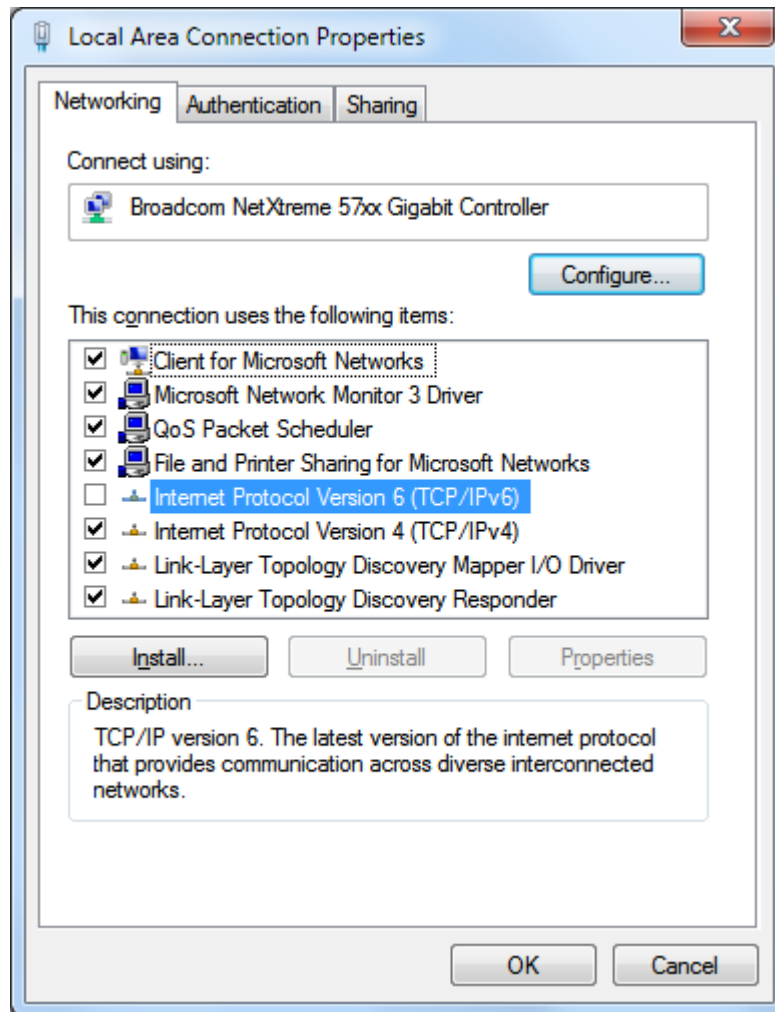 Local Area Connection Properties
Networking
Authentication
Sharing
Connect using:
Broadcom NetXtreme 57xx Gigabit Controller
Configure...
This connection uses the following items:
Client for Microsoft Networks
Microsoft Network Monitor 3 Driver
QoS Packet Scheduler
File and Printer Sharing for Microsoft Networks
Internet Protocol Version 6 (TCP/IPv6)
Internet Protocol Version 4 (TCP/IPv4)
Link-Layer Topology Discovery Mapper I/O Driver
Link-Layer Topology Discovery Responder
Install...
Uninstall
Properties
Description
TCP/IP version 6. The latest version of the internet protocol
that provides communication across diverse interconnected
networks.
OK
Cancel